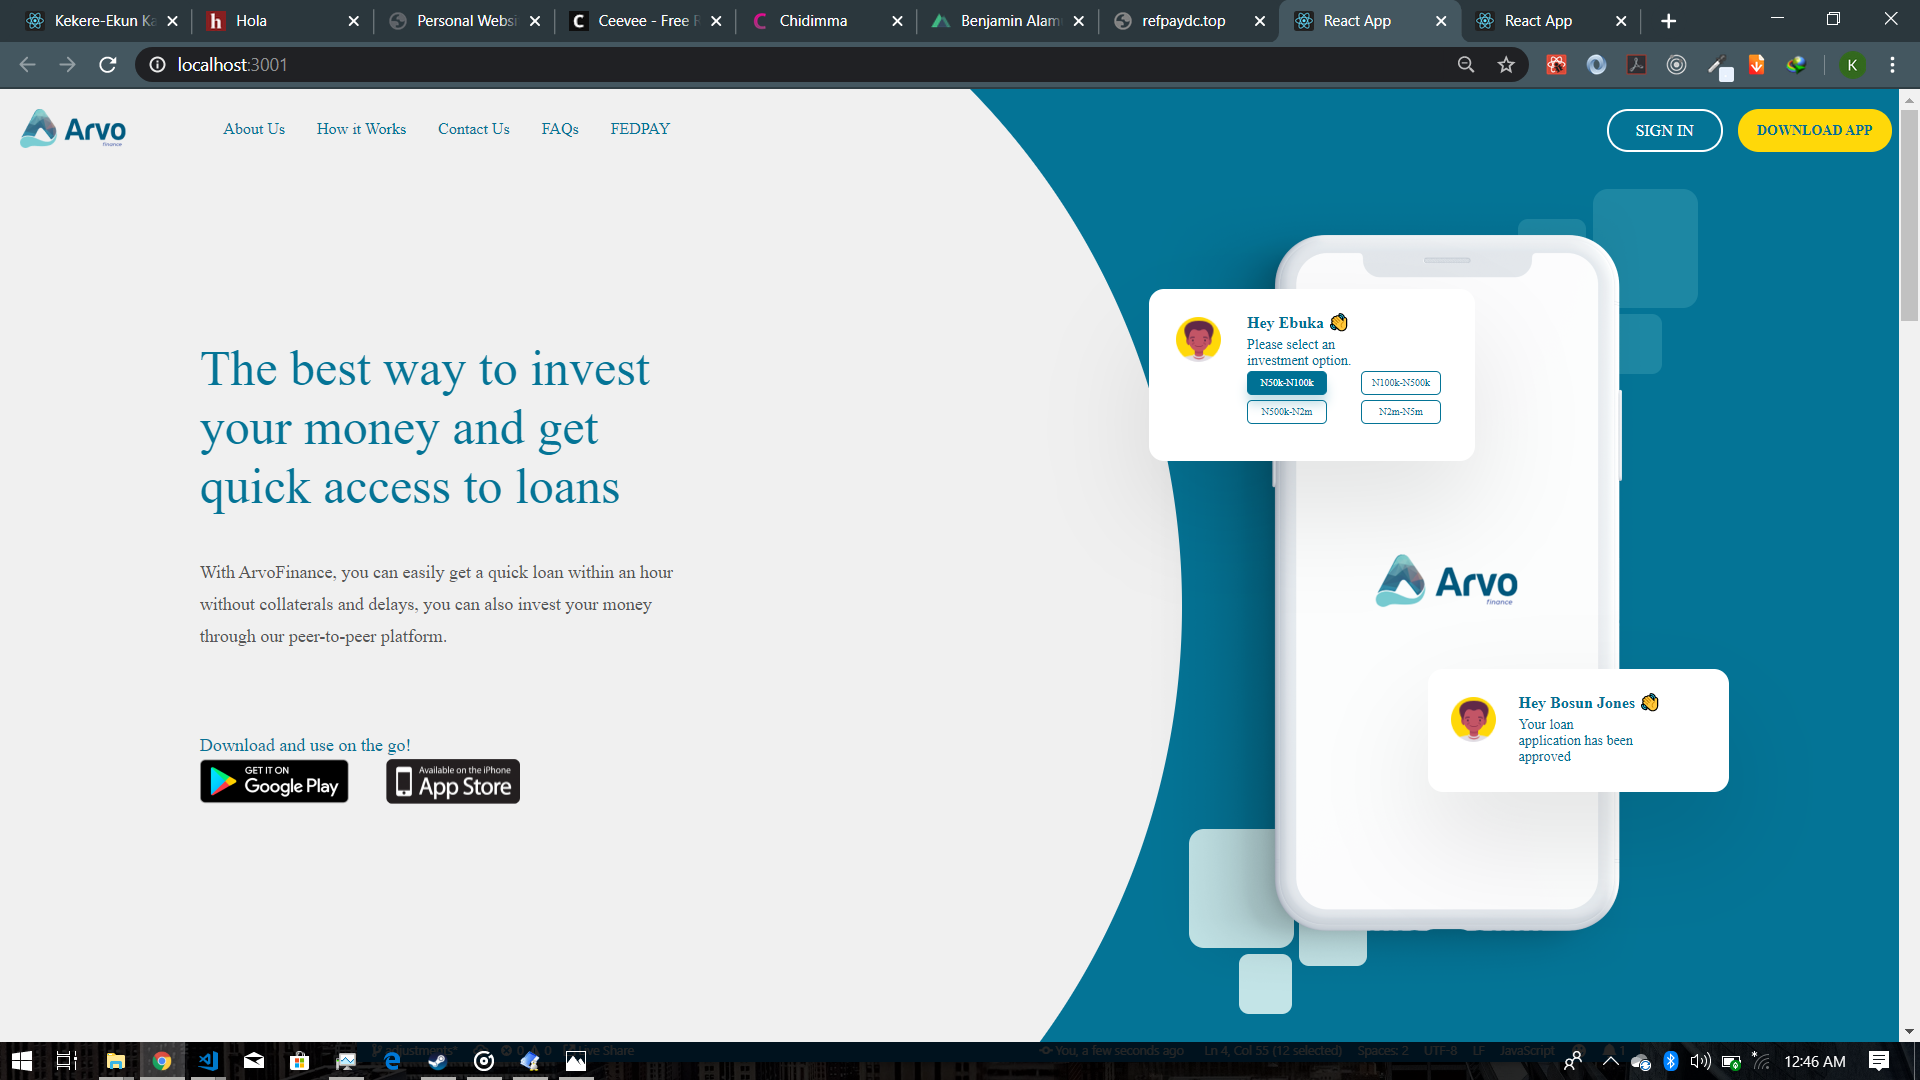 Kekere-Ekun Ka
Hola
Personal Websi
Ceevee - Free R
Chidimma
Benjamin Alam
refpaydc.top
React App
React App
localhost:3001
K
Arvo
finance
About Us
How it Works
Contact Us
FAQs
FEDPAY
SIGN IN
DOWNLOAD APP
The best way to invest
your money and get
quick access to loans
With ArvoFinance, you can easily get a quick loan within an hour
without collaterals and delays, you can also invest your money
through our peer-to-peer platform.
Download and use on the go!
GET IT ON
Google Play
Available on the iPhone
App Store
Hey Ebuka 👏
Please select an
investment option.
N50k-N100k
N100k-N500k
N500k-N2m
N2m-N5m
Arvo
finance
Hey Bosun Jones 👏
Your loan
application has been
approved
adjustments*
0
0
Live Share
You, a few seconds ago
Ln 4, Col 55 (12 selected)
Spaces: 2
UTF-8
LF
JavaScript
12:46 AM